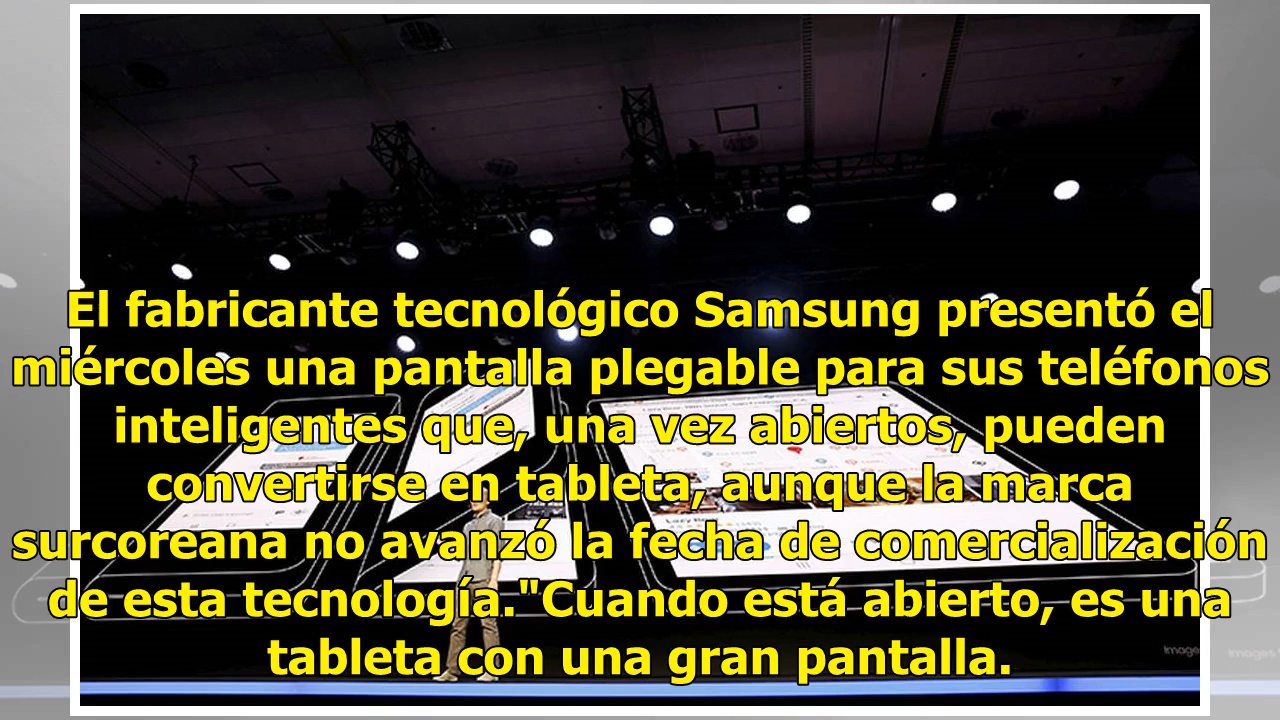 El fabricante tecnológico Samsung presentó el
miércoles una pantalla plegable para sus teléfonos
inteligentes que, una vez abiertos, pueden
convertirse en tableta, aunque la marca
surcoreana no avanzó la fecha de comercialización
de esta tecnología."Cuando está abierto, es una
tableta con una gran pantalla.
Images